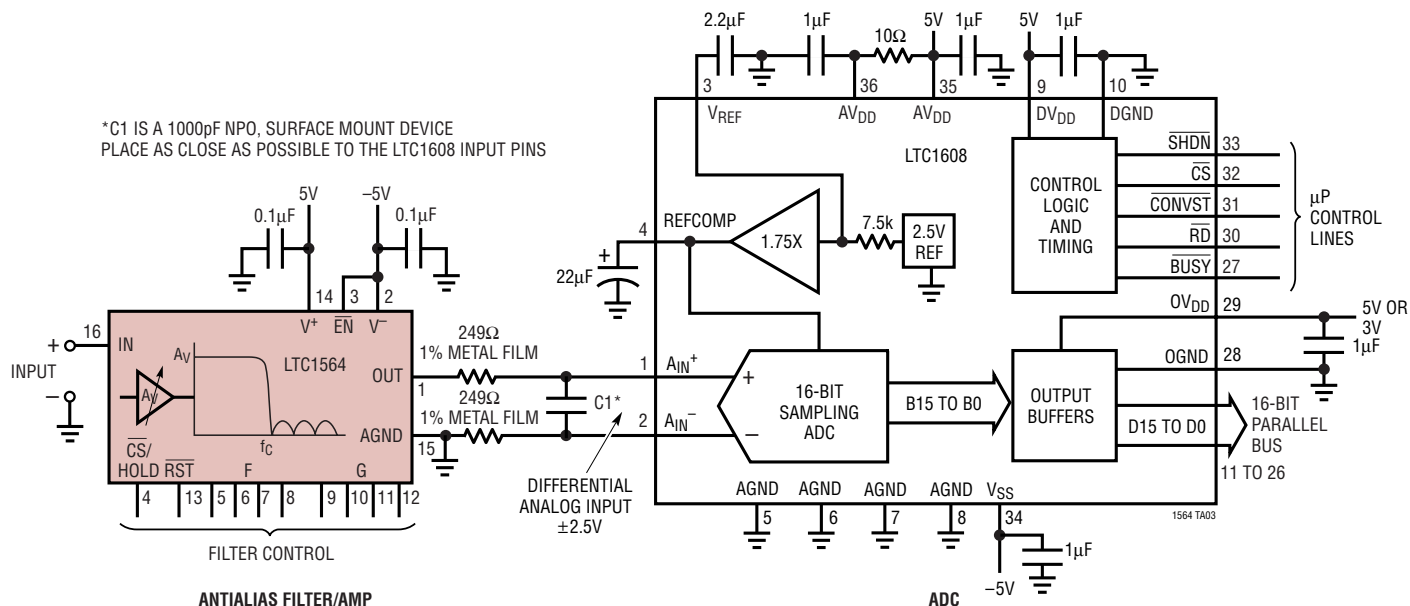 2.2µF
1µF
10Ω
5V
1µF
5V
1µF
3
36
35
9
10
VREF
AVDD
AVDD
DVDD
DGND
*C1 IS A 1000pF NPO, SURFACE MOUNT DEVICE
PLACE AS CLOSE AS POSSIBLE TO THE LTC1608 INPUT PINS
LTC1608
SHDN 33
CS 32
CONVST 31
RD 30
BUSY 27
CONTROL
LOGIC
AND
TIMING
µP
CONTROL
LINES
5V
–5V
0.1µF
0.1µF
4
REFCOMP
1.75X
7.5k
2.5V
REF
+
22µF
14
3
2
V+
EN
V–
OVDD
29
5V OR
3V
1µF
OGND
28
+
16
IN
INPUT
–
AV
LTC1564
AV
fC
OUT
1
AGND
15
249Ω
1% METAL FILM
249Ω
1% METAL FILM
C1*
1
AIN+
+
2
AIN–
–
16-BIT
SAMPLING
ADC
B15 TO B0
OUTPUT
BUFFERS
D15 TO D0
16-BIT
PARALLEL
BUS
11 TO 26
CS/
HOLD
RST
F
G
4
13
5
6
7
8
9
10
11
12
FILTER CONTROL
DIFFERENTIAL
ANALOG INPUT
±2.5V
AGND
AGND
AGND
AGND
VSS
5
6
7
8
34
1564 TA03
1µF
–5V
ANTIALIAS FILTER/AMP
ADC